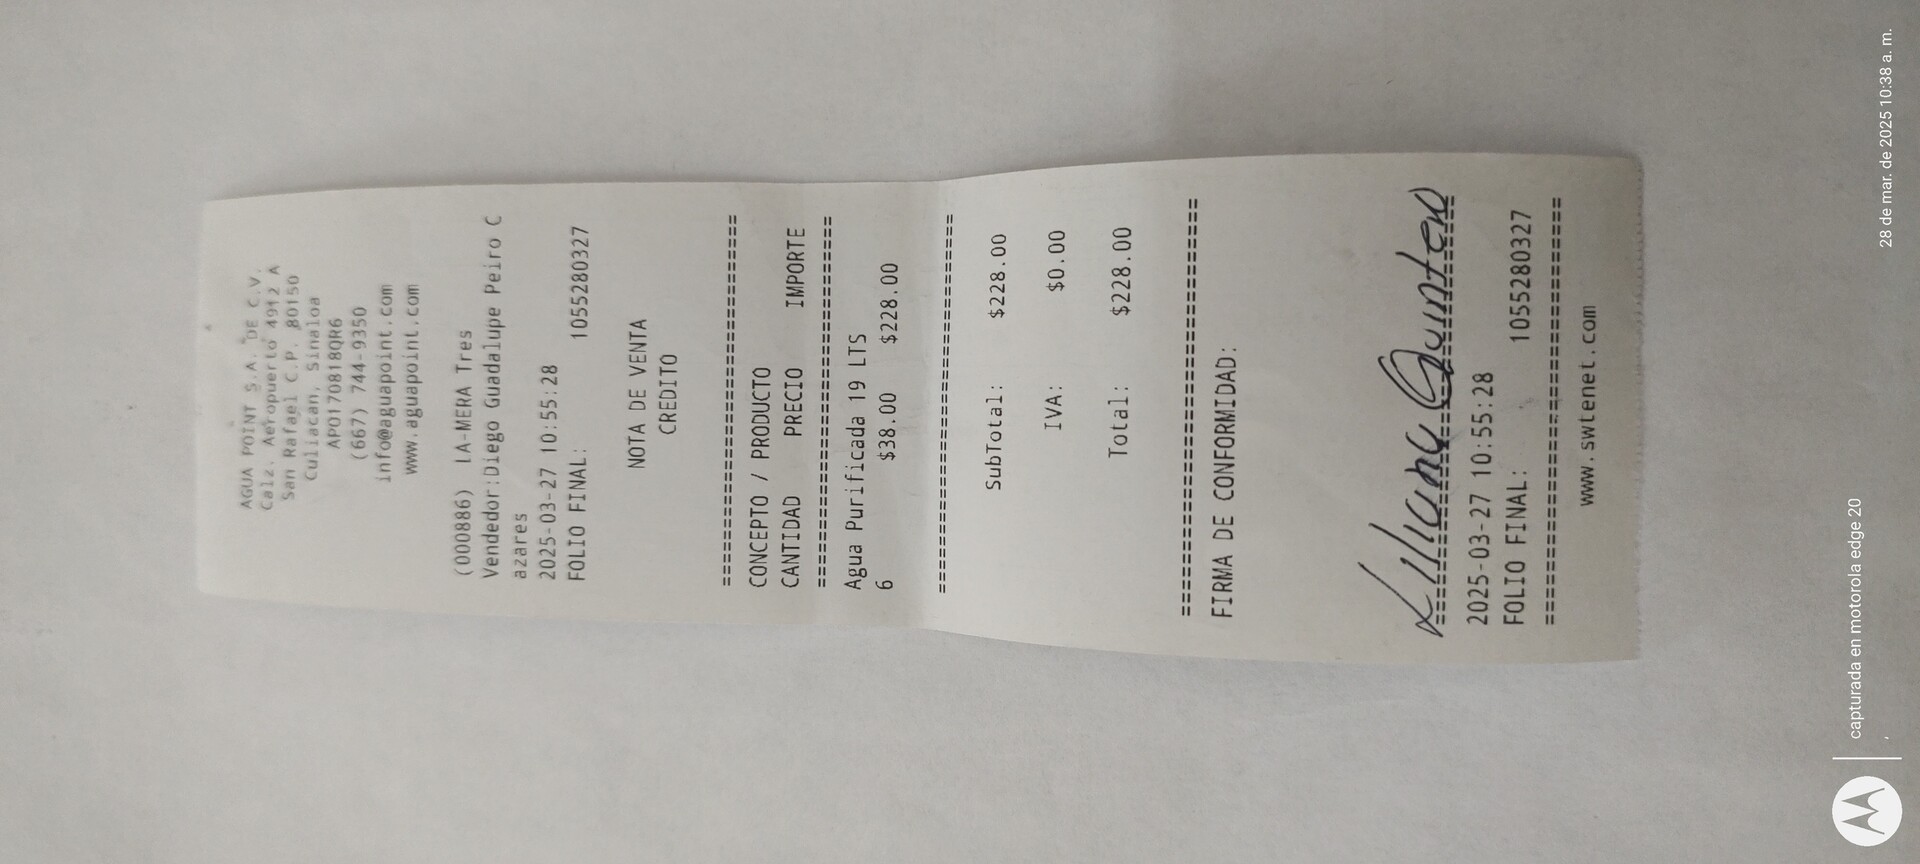 AGUA POINT S.A. DE C.V.
Calz. Aeropuerto 4912 A
San Rafael C.P. 80150
Culiacan, Sinaloa
APO170818QR6
(667) 744-9350
info@aguapoint.com
www.aguapoint.com
(000886) LA-MERA Tres
Vendedor:Diego Guadalupe Peiro C
azares
2025-03-27 10:55:28
FOLIO FINAL: 1055280327
NOTA DE VENTA
CREDITO
================================
CONCEPTO / PRODUCTO
CANTIDAD PRECIO IMPORTE
================================
Agua Purificada 19 LTS
6 $38.00 $228.00
================================
SubTotal: $228.00
IVA: $0.00
Total: $228.00
================================
FIRMA DE CONFORMIDAD:
Liliana Quintero
================================
2025-03-27 10:55:28
FOLIO FINAL: 1055280327
================================
www.swtenet.com
capturada en motorola edge 20
28 de mar. de 2025 10:38 a. m.